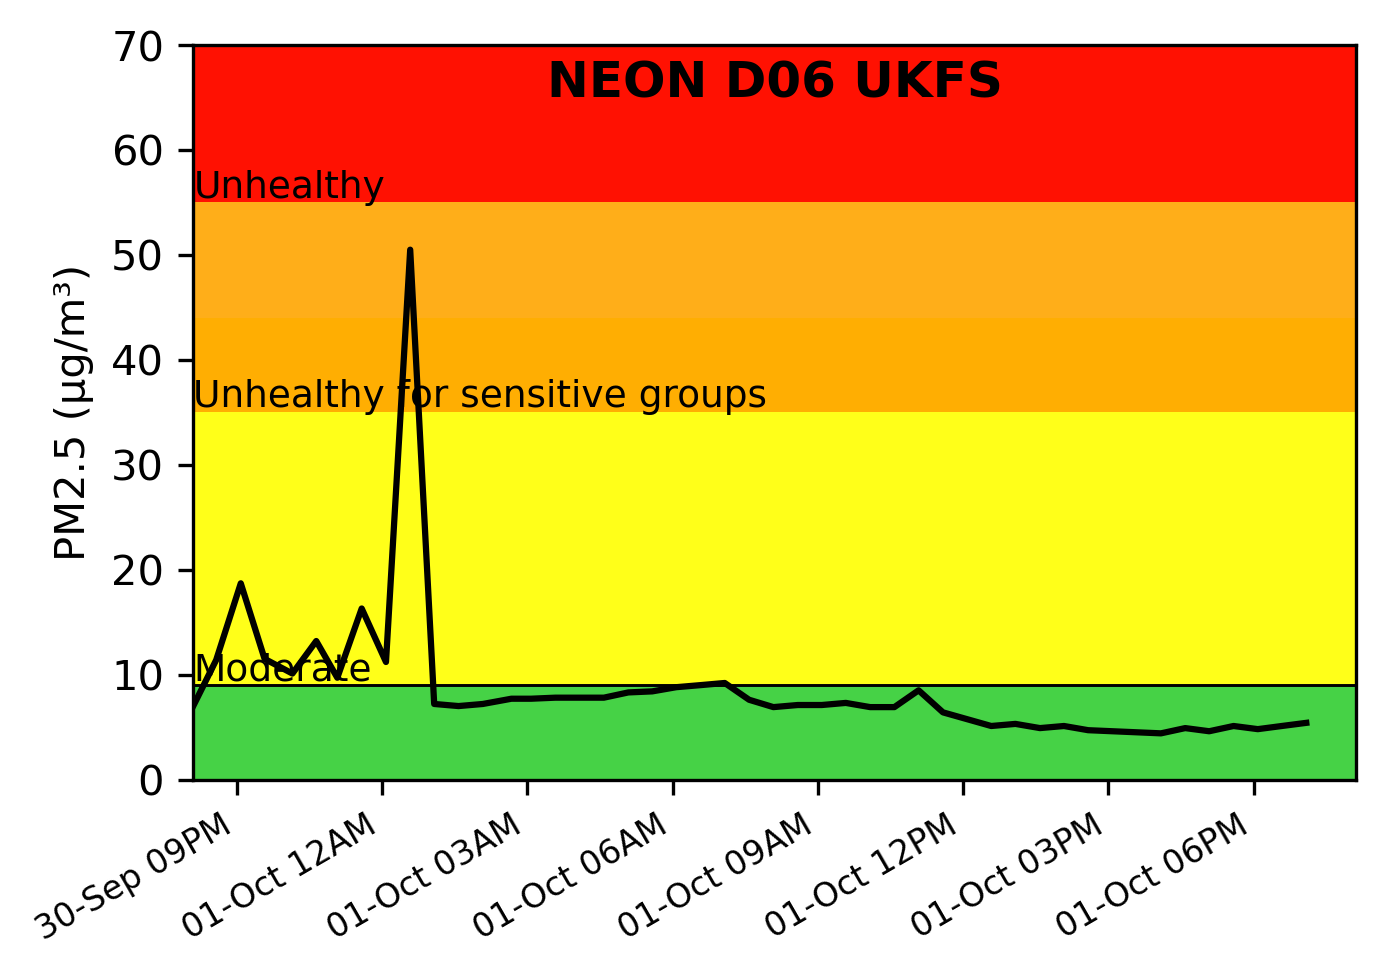 NEON D06 UKFS
70
60
50
40
30
20
10
0
PM2.5 (µg/m³)
Unhealthy
Unhealthy for sensitive groups
Moderate
30-Sep 09PM
01-Oct 12AM
01-Oct 03AM
01-Oct 06AM
01-Oct 09AM
01-Oct 12PM
01-Oct 03PM
01-Oct 06PM